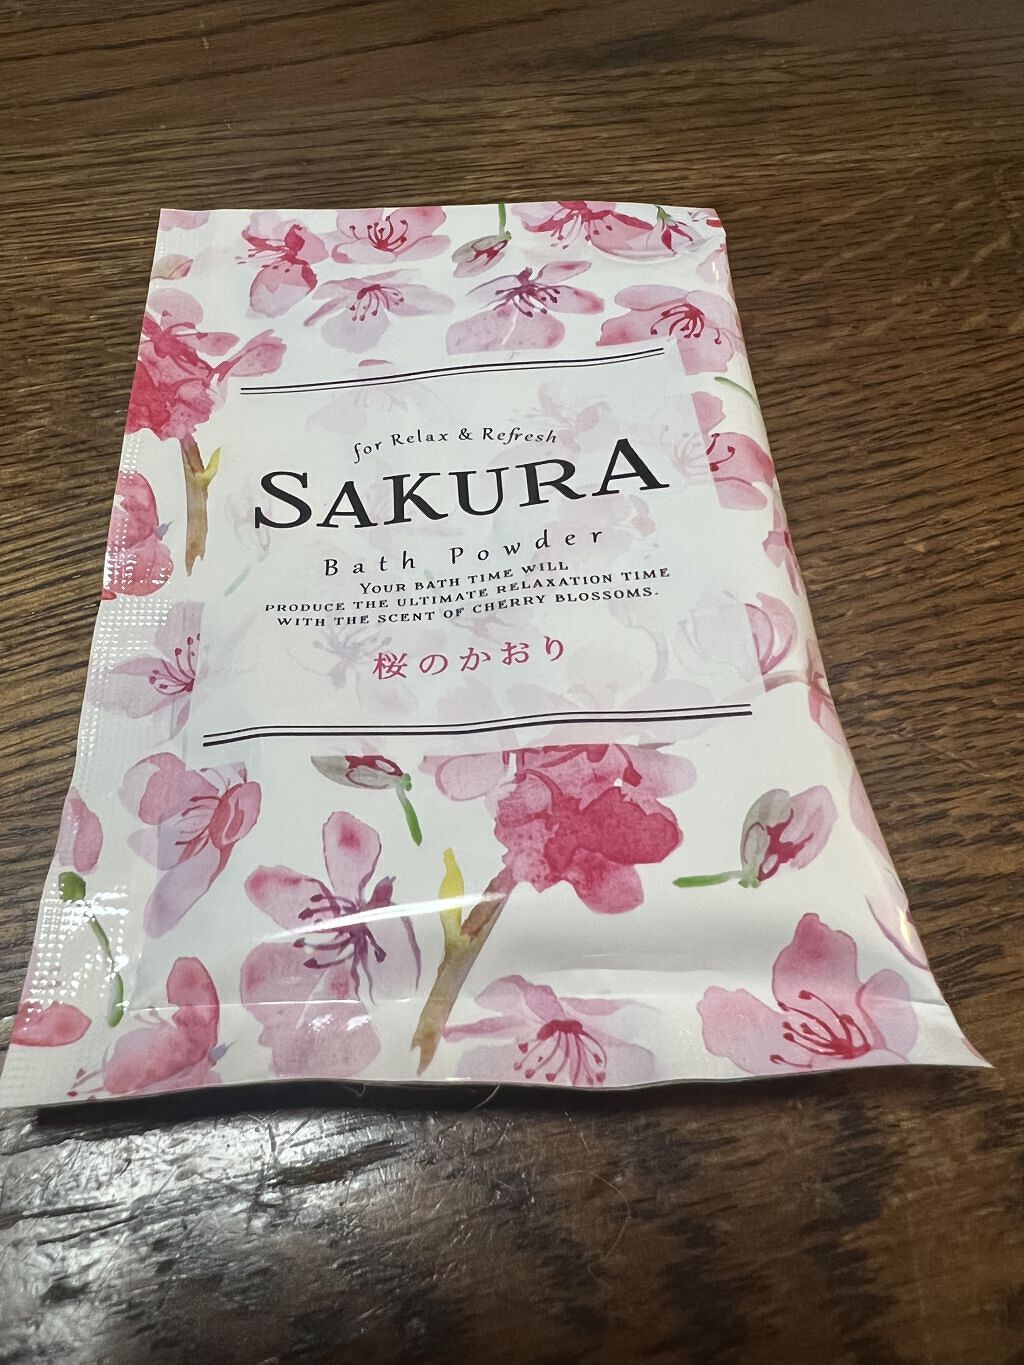 for Relax & Refresh
SAKURA
Bath Powder
YOUR BATH TIME WILL
PRODUCE THE ULTIMATE RELAXATION TIME
WITH THE SCENT OF CHERRY BLOSSOMS.
桜のかおり